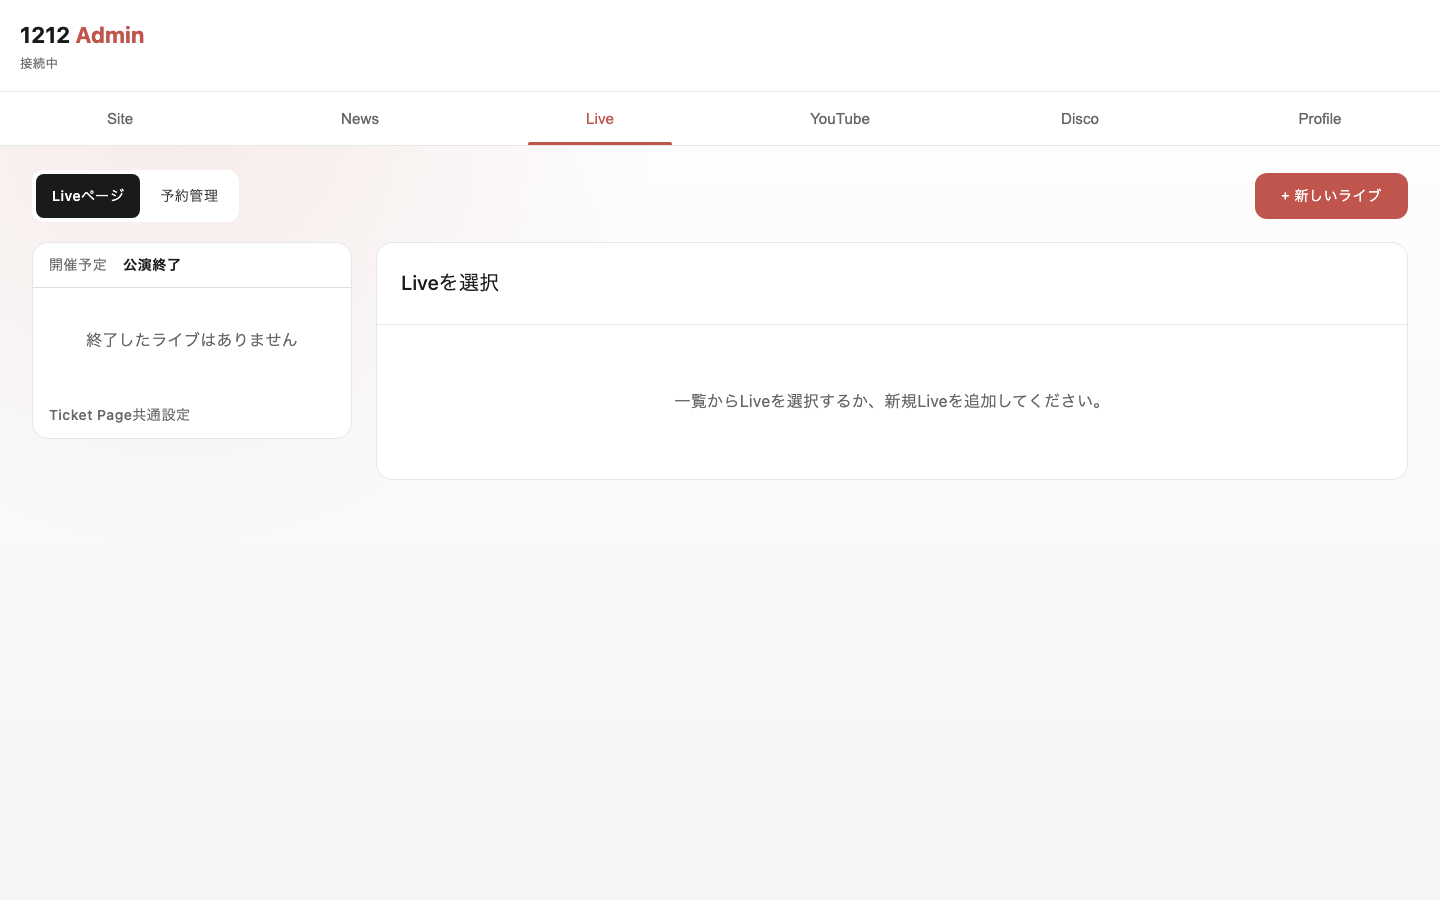 1212 Admin
接続中
Site
News
Live
YouTube
Disco
Profile
Liveページ
予約管理
+ 新しいライブ
開催予定
公演終了
終了したライブはありません
Ticket Page共通設定
Liveを選択
一覧からLiveを選択するか、新規Liveを追加してください。